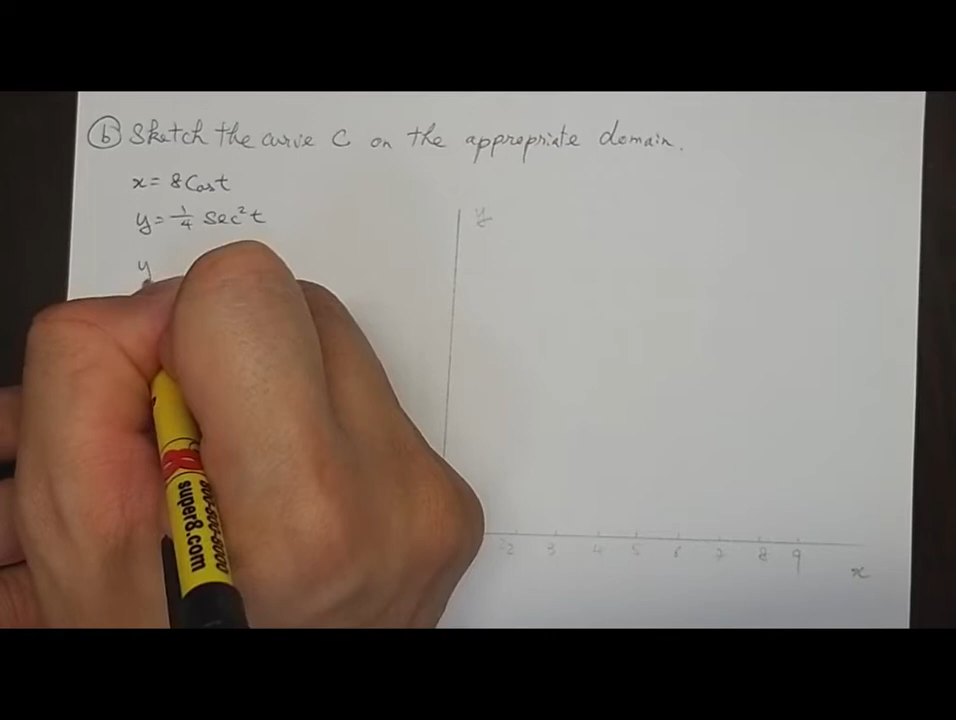 b Sketch the curve C on the appropriate domain.
x = 8 Cos t
y = 1/4 sec² t
y
y
2 3 4 5 6 7 8 9
x
super8.com